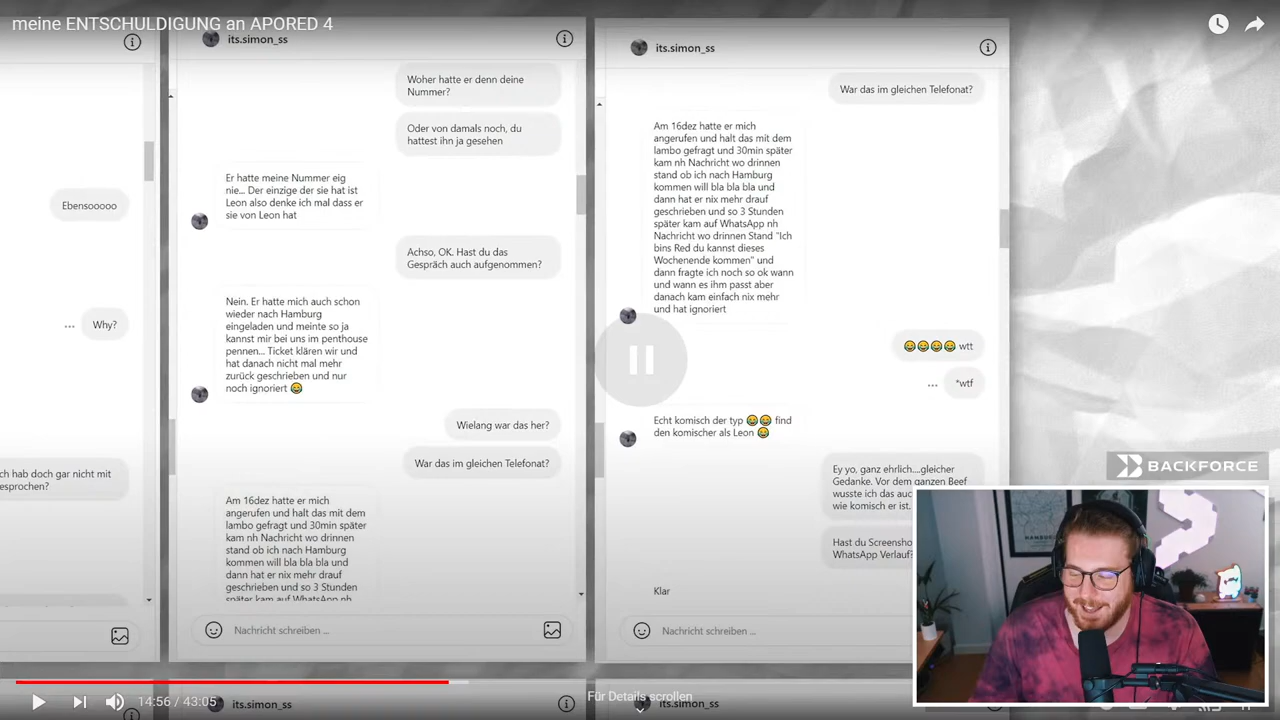 meine ENTSCHULDIGUNG an APORED 4
its.simon_ss
its.simon_ss
Ebensooooo
Why?
ch hab doch gar nicht mit
esprochen?
Woher hatte er denn deine
Nummer?
Oder von damals noch, du
hattest ihn ja gesehen
Er hatte meine Nummer eig
nie... Der einzige der sie hat ist
Leon also denke ich mal dass er
sie von Leon hat
Achso, OK. Hast du das
Gespräch auch aufgenommen?
Nein. Er hatte mich auch schon
wieder nach Hamburg
eingeladen und meinte so ja
kannst mir bei uns im penthouse
pennen... Ticket klären wir und
hat danach nicht mal mehr
zurück geschrieben und nur
noch ignoriert 😂
Wielang war das her?
War das im gleichen Telefonat?
Am 16dez hatte er mich
angerufen und halt das mit dem
lambo gefragt und 30min später
kam nh Nachricht wo drinnen
stand ob ich nach Hamburg
kommen will bla bla bla und
dann hat er nix mehr drauf
geschrieben und so 3 Stunden
später kam auf WhatsApp nh
Nachricht schreiben ...
War das im gleichen Telefonat?
Am 16dez hatte er mich
angerufen und halt das mit dem
lambo gefragt und 30min später
kam nh Nachricht wo drinnen
stand ob ich nach Hamburg
kommen will bla bla bla und
dann hat er nix mehr drauf
geschrieben und so 3 Stunden
später kam auf WhatsApp nh
Nachricht wo drinnen Stand "Ich
bins Red du kannst dieses
Wochenende kommen" und
dann fragte ich noch so ok wann
und wann es ihm passt aber
danach kam einfach nix mehr
und hat ignoriert
😂😂😂😂 wtt
*wtf
Echt komisch der typ 😂😂 find
den komischer als Leon 😂
Ey yo, ganz ehrlich....gleicher
Gedanke. Vor dem ganzen Beef
wusste ich das auc
wie komisch er ist.
Hast du Screensho
WhatsApp Verlauf?
Klar
Nachricht schreiben ...
BACKFORCE
14:56 / 43:05
Für Details scrollen
its.simon_ss
its.simon_ss